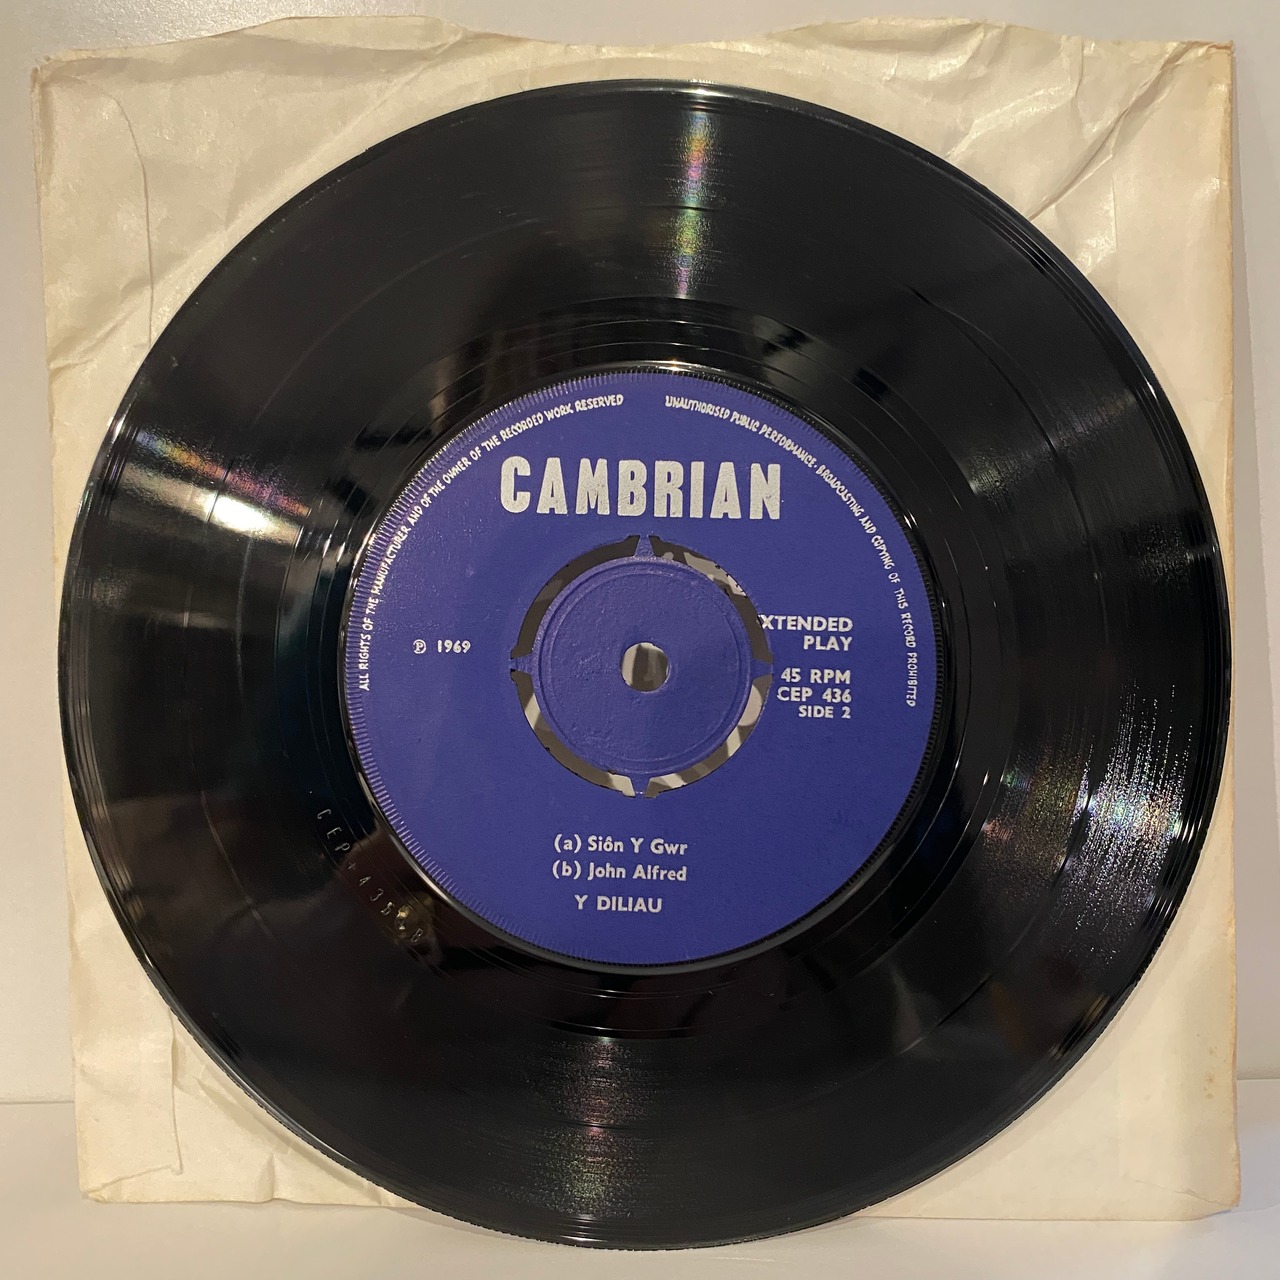 ALL RIGHTS OF THE MANUFACTURER AND OF THE OWNER OF THE RECORDED WORK RESERVED
UNAUTHORISED PUBLIC PERFORMANCE · BROADCASTING AND COPYING OF THIS RECORD PROHIBITED
CAMBRIAN
XTENDED
PLAY
℗ 1969
45 RPM
CEP 436
SIDE 2
(a) Siôn Y Gwr
(b) John Alfred
Y DILIAU
CEP